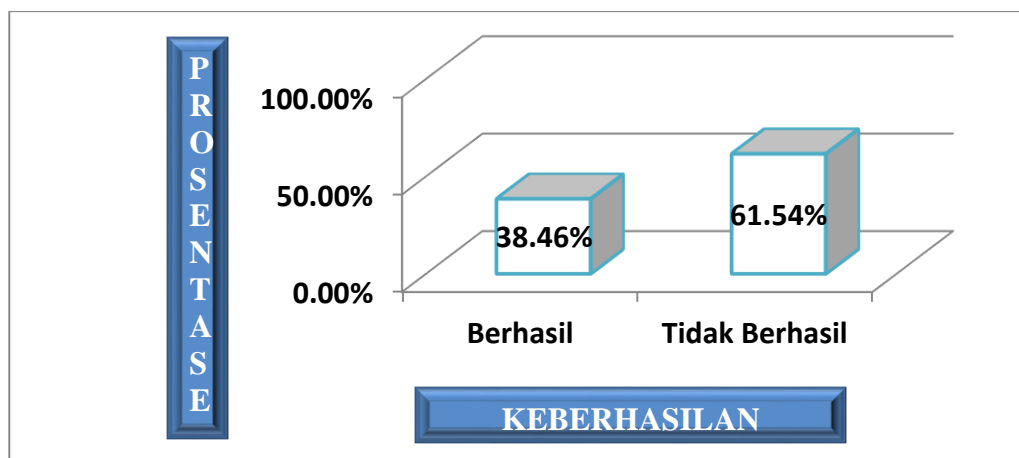 PROSENTASE
100.00%
50.00%
0.00%
38.46%
61.54%
Berhasil
Tidak Berhasil
KEBERHASILAN